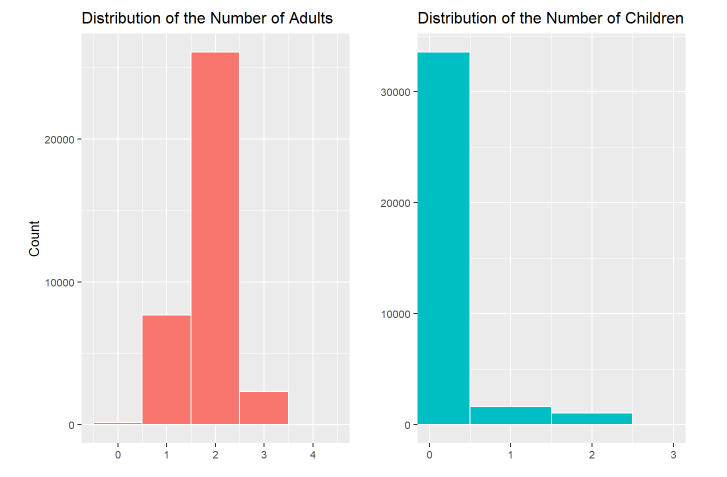 Distribution of the Number of Adults
Count
20000
10000
0
0 1 2 3 4
Distribution of the Number of Children
30000
20000
10000
0
0 1 2 3